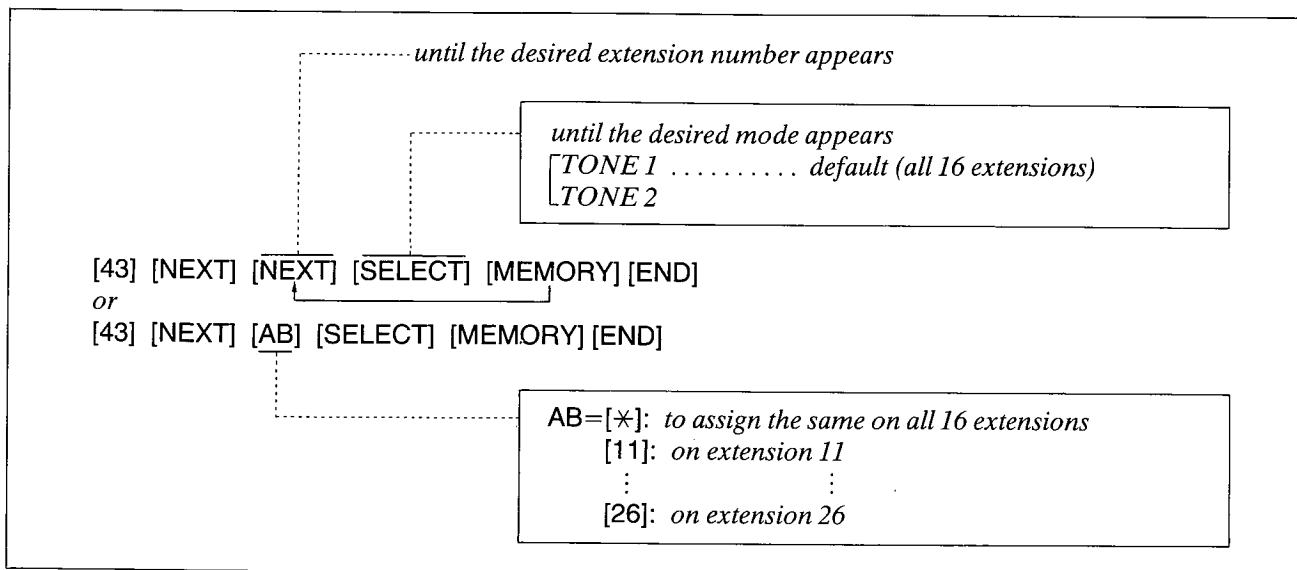 until the desired extension number appears
until the desired mode appears
TONE 1 .......... default (all 16 extensions)
TONE 2
[43] [NEXT] [NEXT] [SELECT] [MEMORY] [END]
or
[43] [NEXT] [AB] [SELECT] [MEMORY] [END]
AB=[✳]: to assign the same on all 16 extensions
[11]: on extension 11
⋮ ⋮
[26]: on extension 26